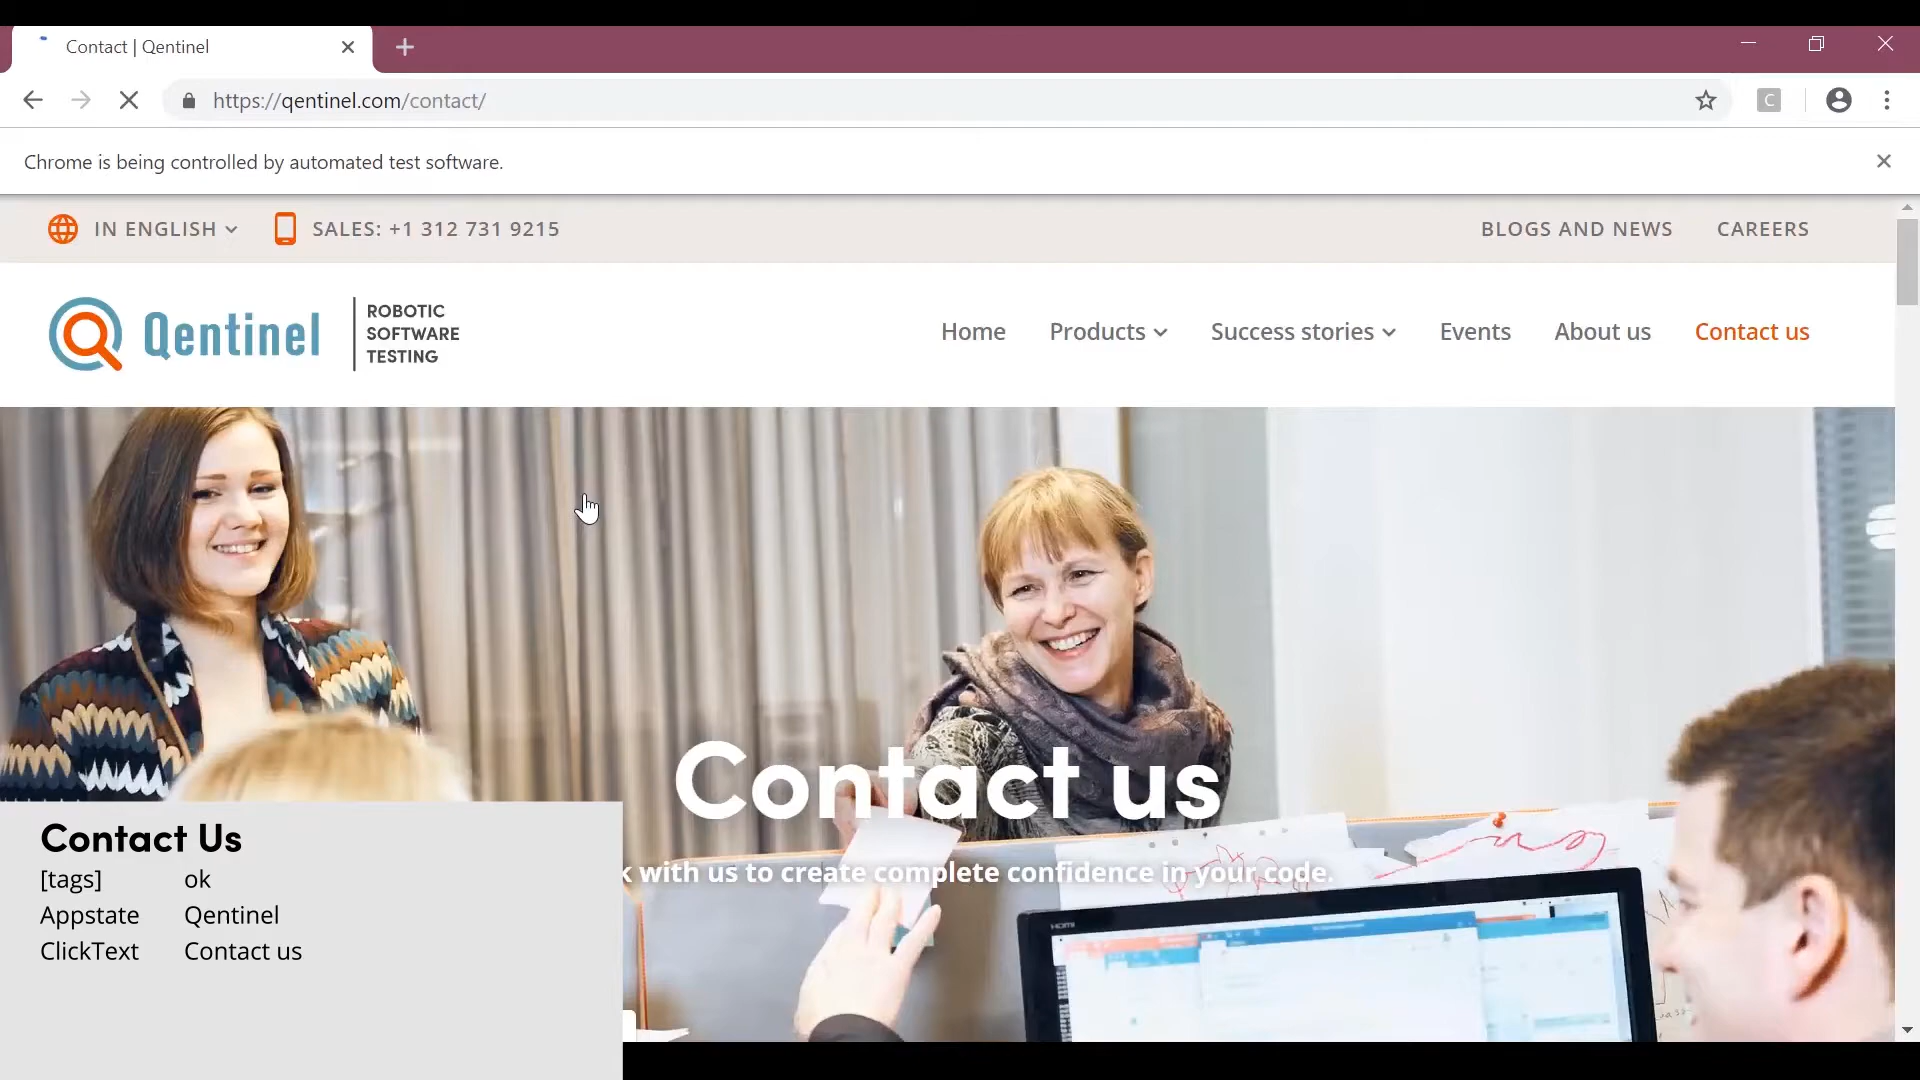 Contact | Qentinel
https://qentinel.com/contact/
C
Chrome is being controlled by automated test software.
IN ENGLISH
SALES: +1 312 731 9215
BLOGS AND NEWS
CAREERS
Qentinel
ROBOTIC
SOFTWARE
TESTING
Home
Products
Success stories
Events
About us
Contact us
Contact us
with us to create complete confidence in your code.
HDMI
Contact Us
[tags] ok
Appstate Qentinel
ClickText Contact us